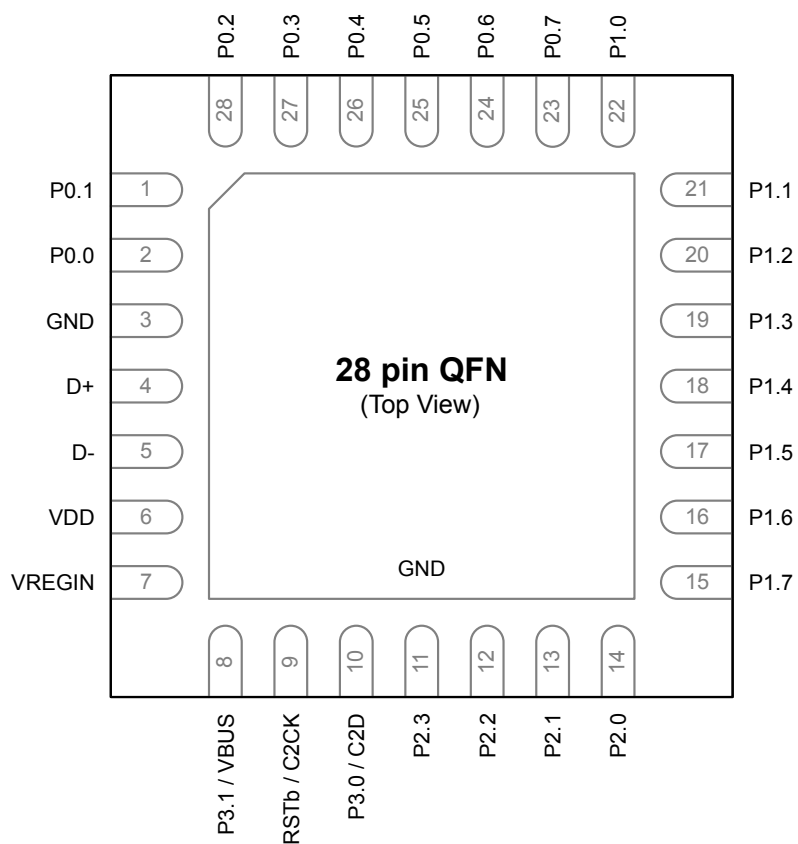 P0.2
P0.3
P0.4
P0.5
P0.6
P0.7
P1.0
28
27
26
25
24
23
22
P0.1
1
21
P1.1
P0.0
2
20
P1.2
GND
3
19
P1.3
28 pin QFN
D+
4
(Top View)
18
P1.4
D-
5
17
P1.5
VDD
6
16
P1.6
VREGIN
7
GND
15
P1.7
8
9
10
11
12
13
14
P3.1 / VBUS
RSTb / C2CK
P3.0 / C2D
P2.3
P2.2
P2.1
P2.0